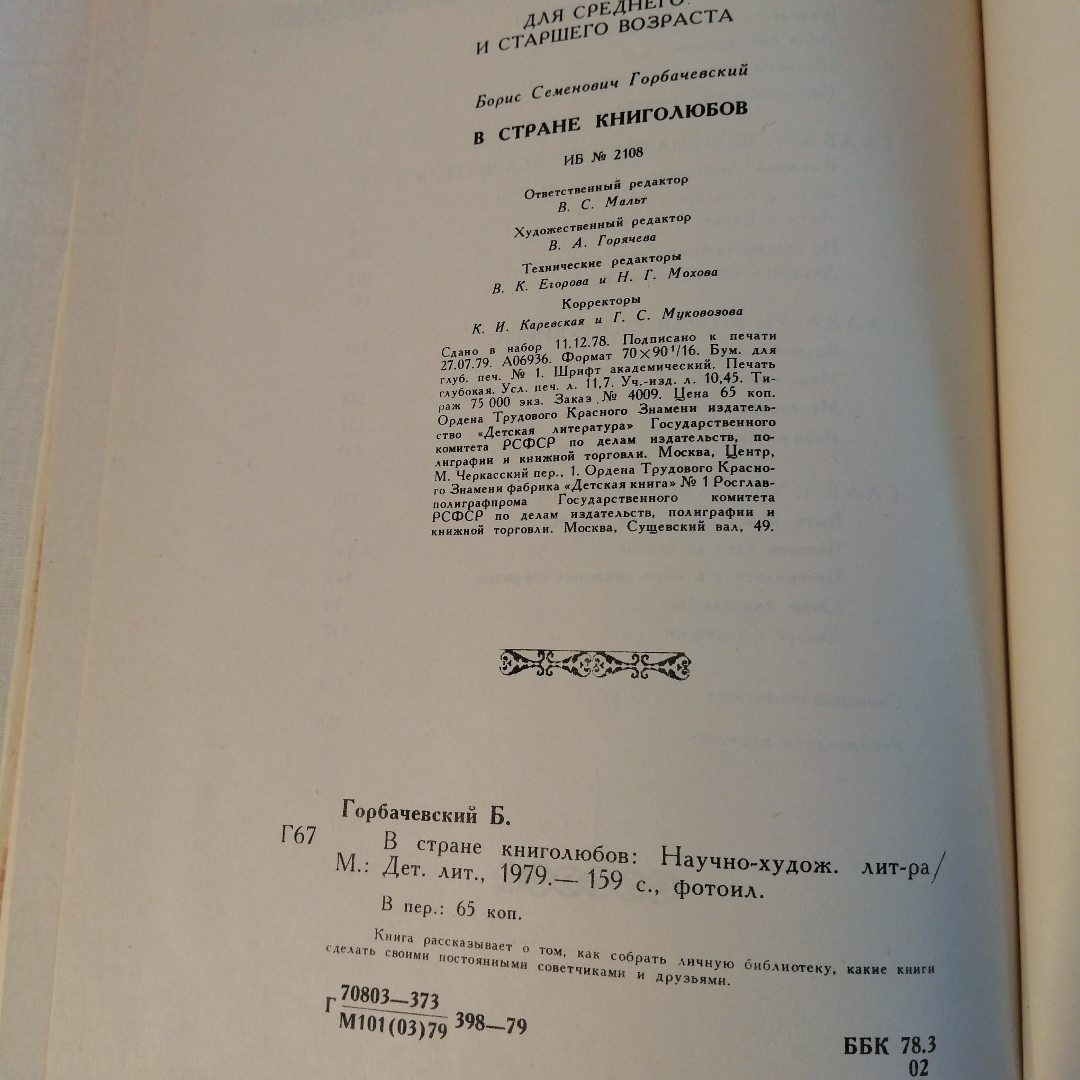 ДЛЯ СРЕДНЕГО
И СТАРШЕГО ВОЗРАСТА
Борис Семенович Горбачевский
В СТРАНЕ КНИГОЛЮБОВ
ИБ № 2108
Ответственный редактор
В. С. Мальт
Художественный редактор
В. А. Горячева
Технические редакторы
В. К. Егорова и Н. Г. Мохова
Корректоры
К. И. Каревская и Г. С. Муковозова
Сдано в набор 11.12.78. Подписано к печати
27.07.79. А06936. Формат 70×90 1/16. Бум. для
глуб. печ. № 1. Шрифт академический. Печать
глубокая. Усл. печ. л. 11,7. Уч.-изд. л. 10,45. Ти-
раж 75 000 экз. Заказ № 4009. Цена 65 коп.
Ордена Трудового Красного Знамени издатель-
ство «Детская литература» Государственного
комитета РСФСР по делам издательств, по-
лиграфии и книжной торговли. Москва, Центр,
М. Черкасский пер., 1. Ордена Трудового Красно-
го Знамени фабрика «Детская книга» № 1 Росглав-
полиграфпрома Государственного комитета
РСФСР по делам издательств, полиграфии и
книжной торговли. Москва, Сущевский вал, 49.
Горбачевский Б.
Г67
В стране книголюбов: Научно-худож. лит-ра/
М.: Дет. лит., 1979.— 159 с., фотоил.
В пер.: 65 коп.
Книга рассказывает о том, как собрать личную библиотеку, какие книги
сделать своими постоянными советчиками и друзьями.
Г 70803—373
М101(03)79 398—79
ББК 78.3
02